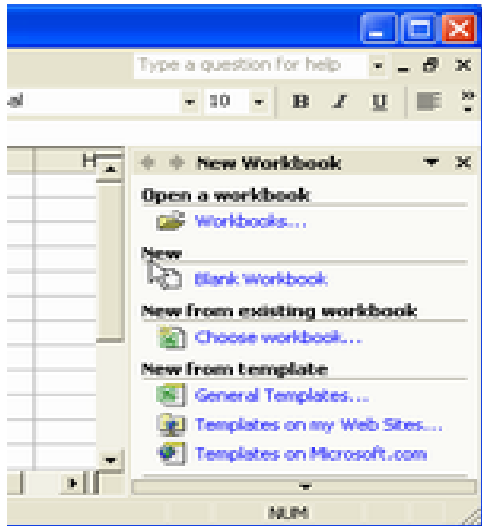 Type a question for help
al 10 B I U
H
New Workbook
Open a workbook
Workbooks...
New
Blank Workbook
New from existing workbook
Choose workbook...
New from template
General Templates...
Templates on my Web Sites...
Templates on Microsoft.com
NUM